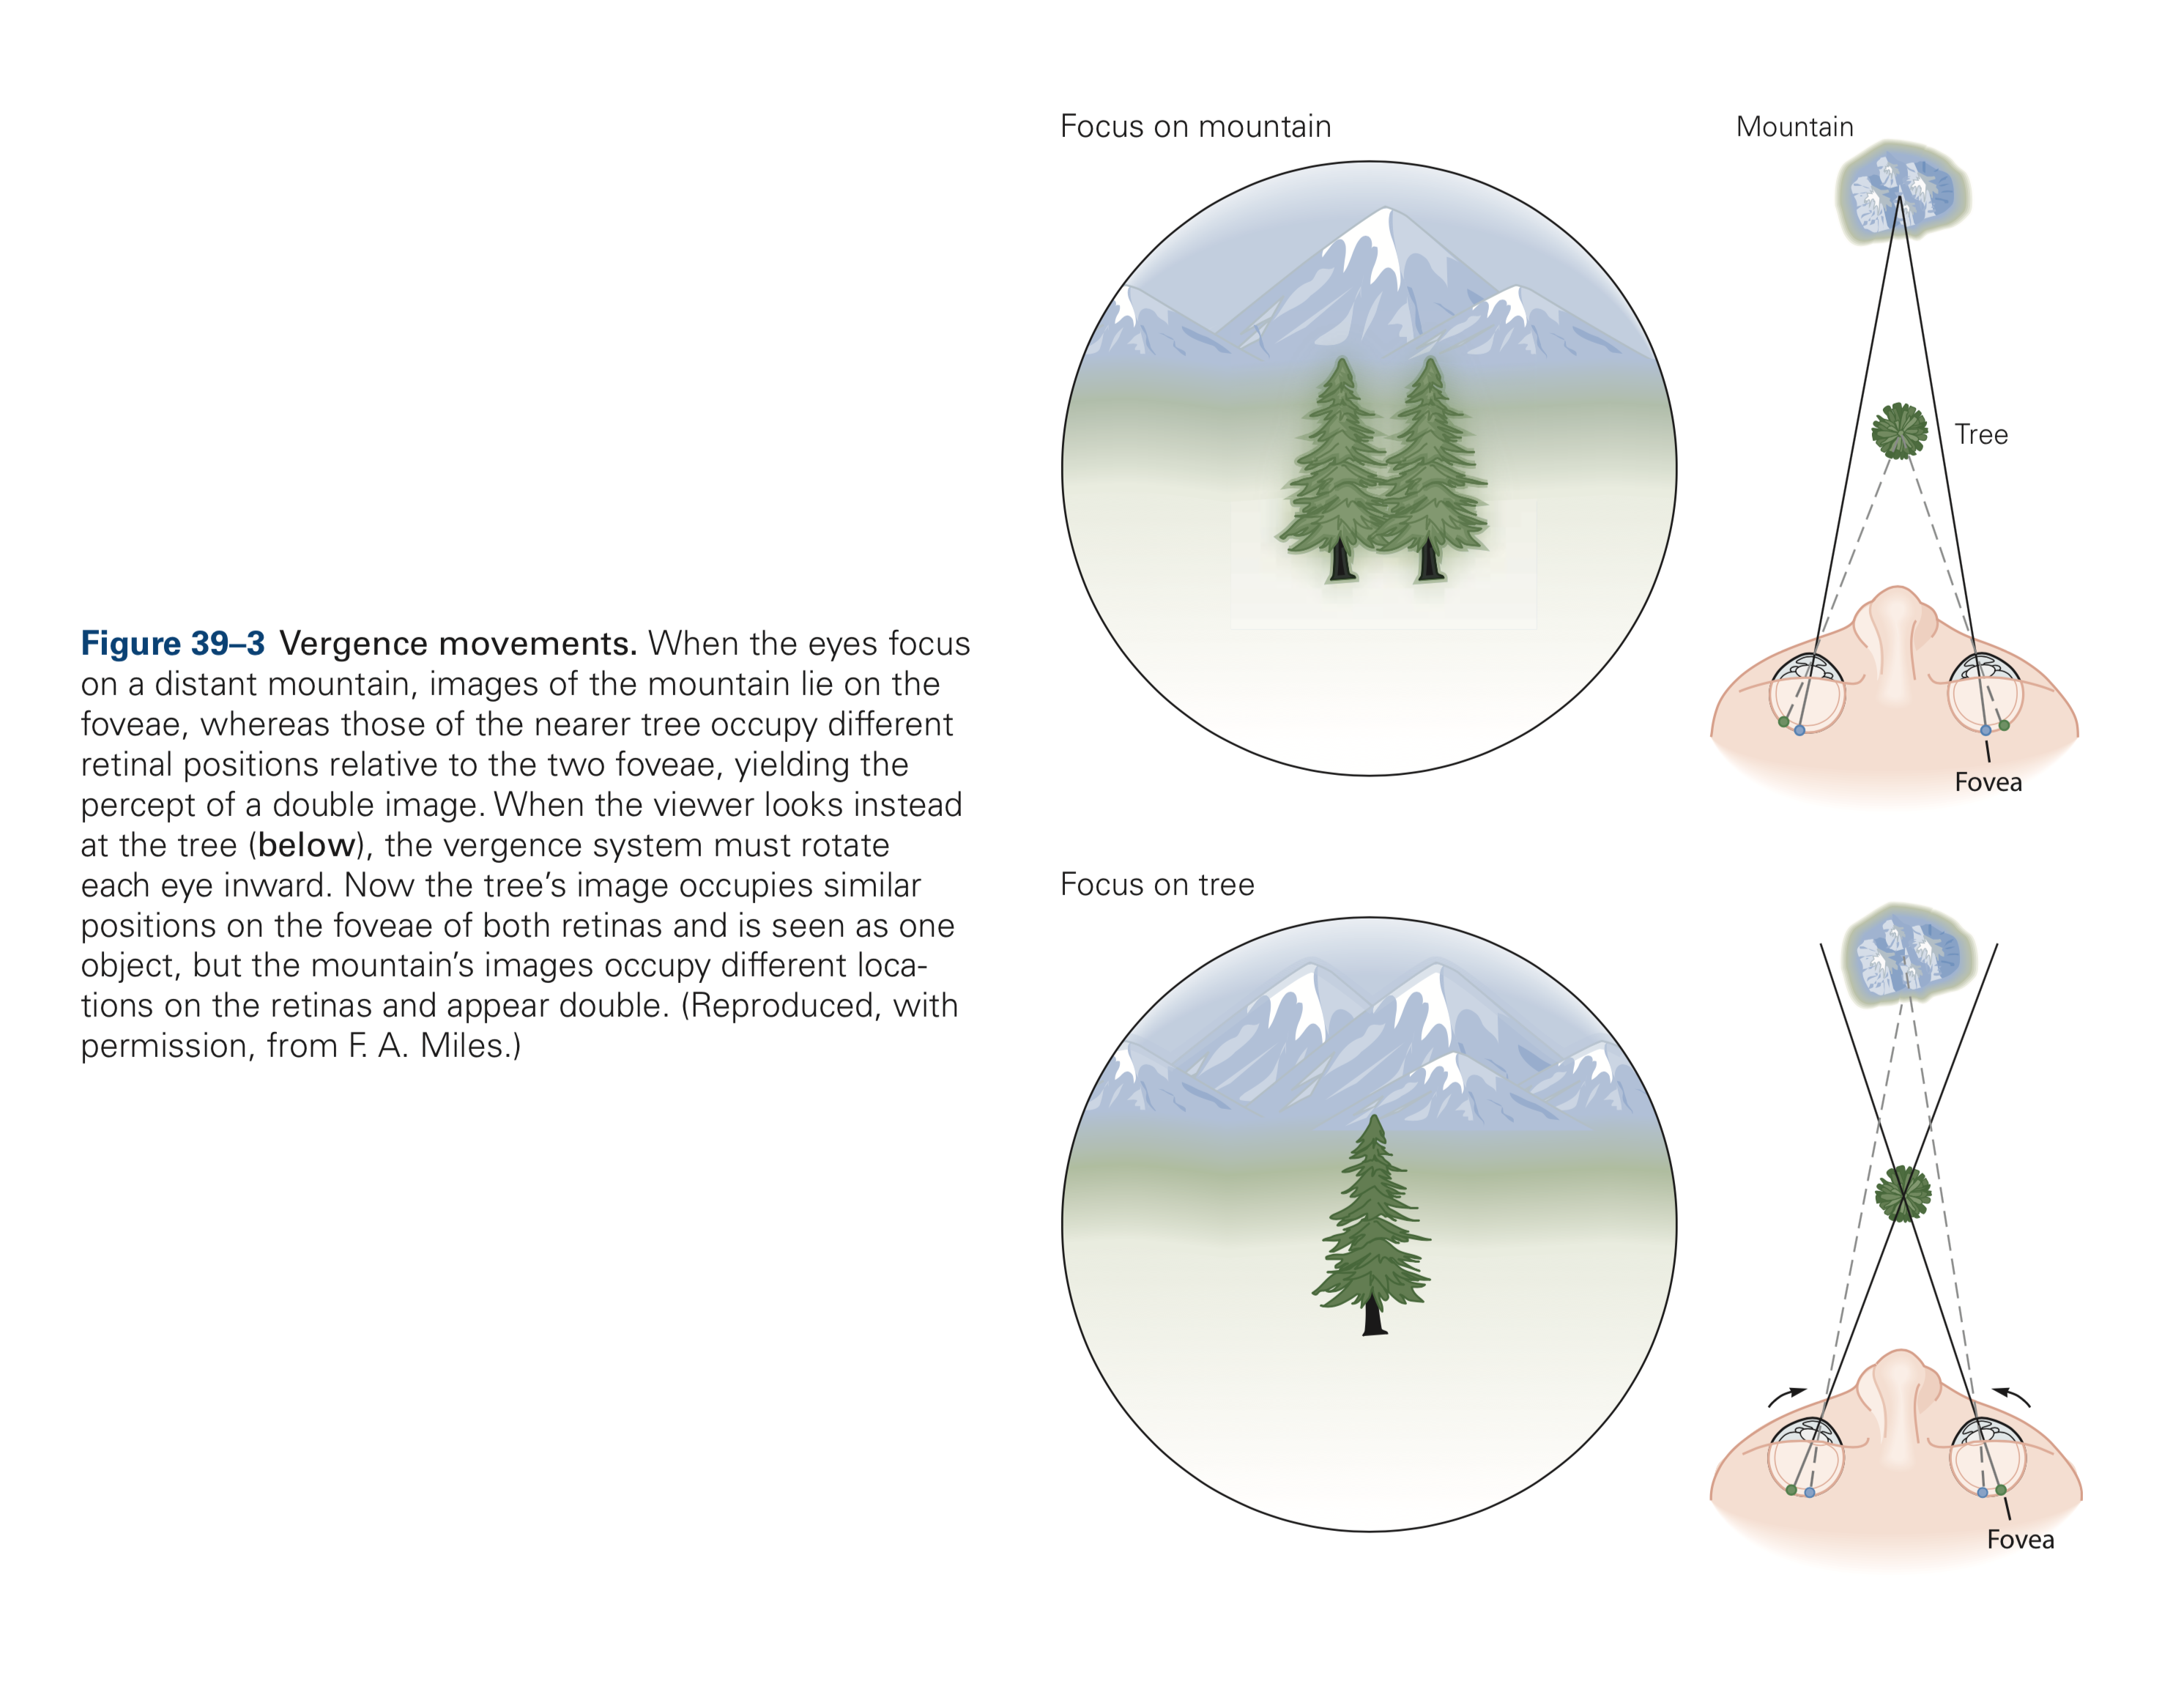 Figure 39–3 Vergence movements. When the eyes focus
on a distant mountain, images of the mountain lie on the
foveae, whereas those of the nearer tree occupy different
retinal positions relative to the two foveae, yielding the
percept of a double image. When the viewer looks instead
at the tree (below), the vergence system must rotate
each eye inward. Now the tree’s image occupies similar
positions on the foveae of both retinas and is seen as one
object, but the mountain’s images occupy different loca-
tions on the retinas and appear double. (Reproduced, with
permission, from F. A. Miles.)
Focus on mountain
Mountain
Tree
Fovea
Focus on tree
Fovea